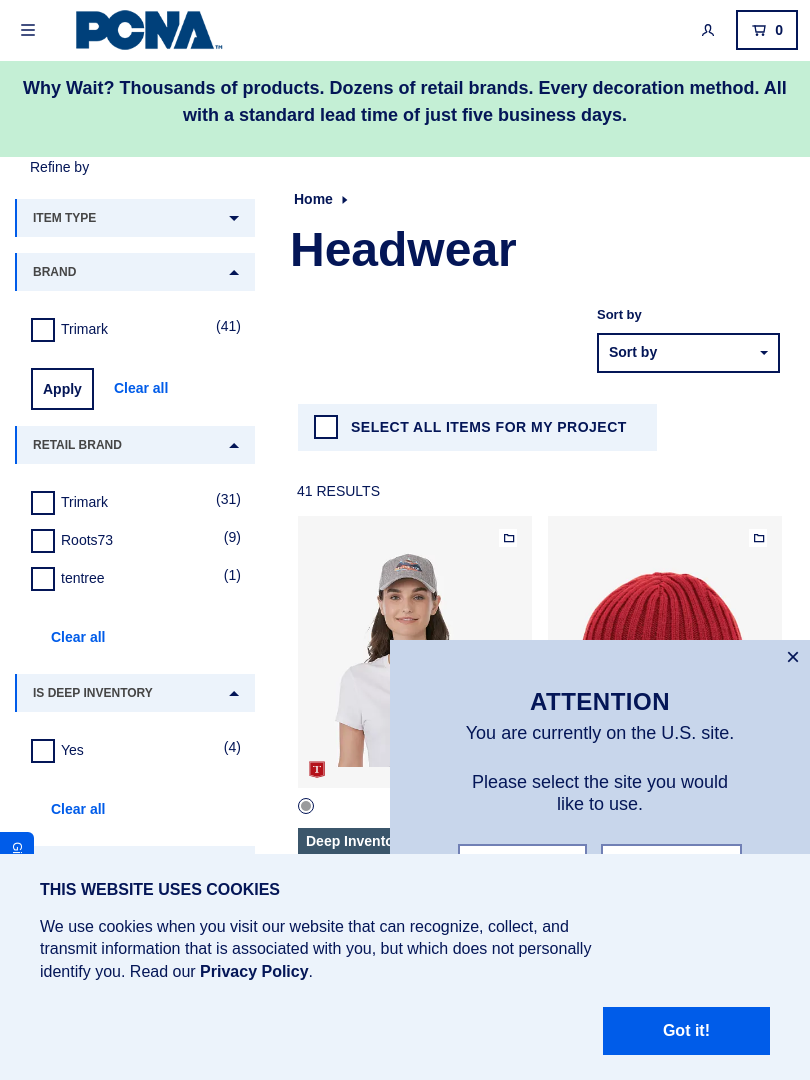 PCNA™
0
Why Wait? Thousands of products. Dozens of retail brands. Every decoration method. All
with a standard lead time of just five business days.
Refine by
Home
ITEM TYPE
Headwear
BRAND
Sort by
Trimark (41)
Sort by
Apply Clear all
SELECT ALL ITEMS FOR MY PROJECT
RETAIL BRAND
41 RESULTS
Trimark (31)
Roots73 (9)
tentree (1)
Clear all
IS DEEP INVENTORY
Yes (4)
Clear all
T
ATTENTION
You are currently on the U.S. site.
Please select the site you would
like to use.
THIS WEBSITE USES COOKIES
We use cookies when you visit our website that can recognize, collect, and
transmit information that is associated with you, but which does not personally
identify you. Read our Privacy Policy.
Got it!